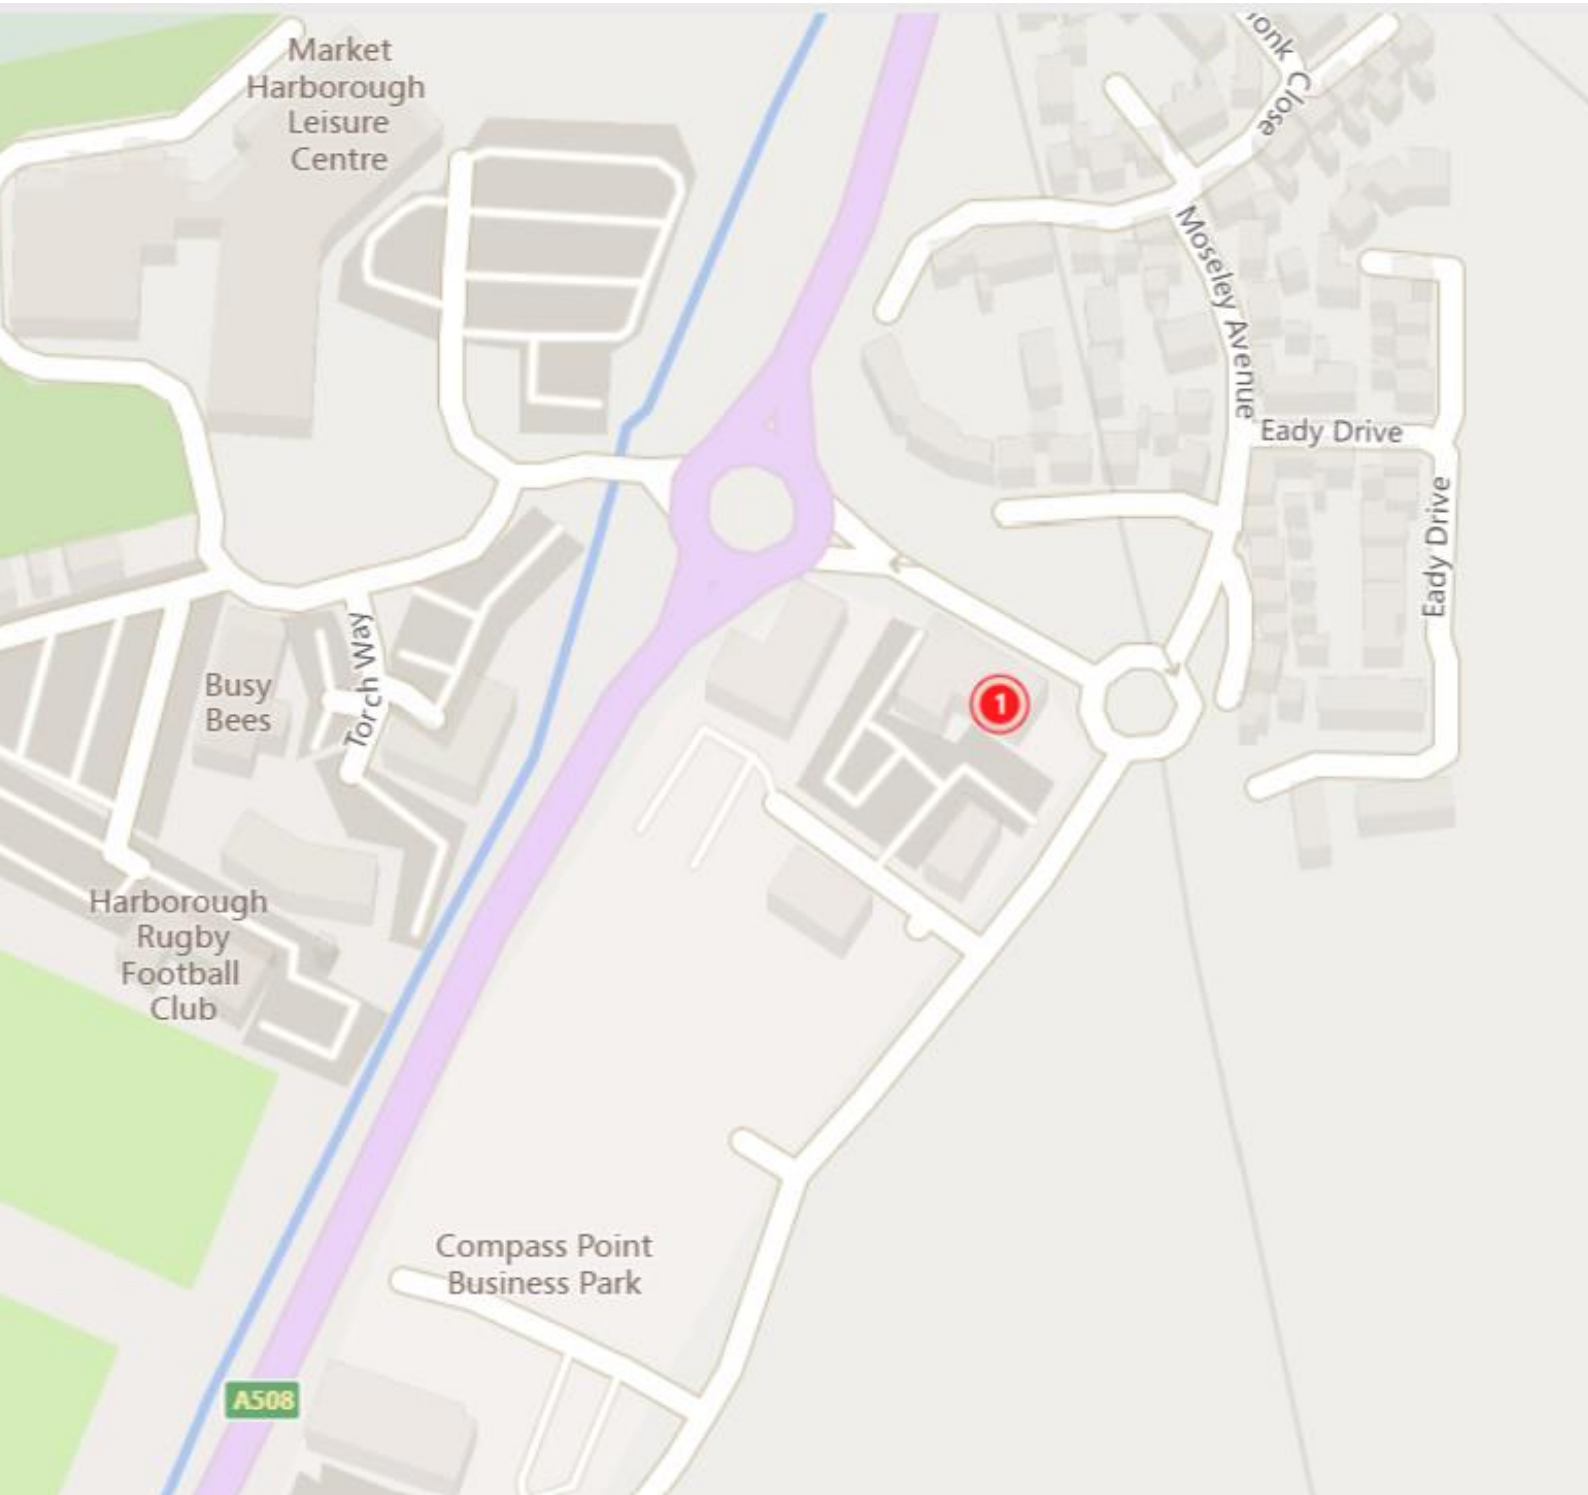 Market
Harborough
Leisure
Centre
onk Close
Moseley Avenue
Eady Drive
Eady Drive
1
Busy
Bees
Torch Way
Harborough
Rugby
Football
Club
Compass Point
Business Park
A508